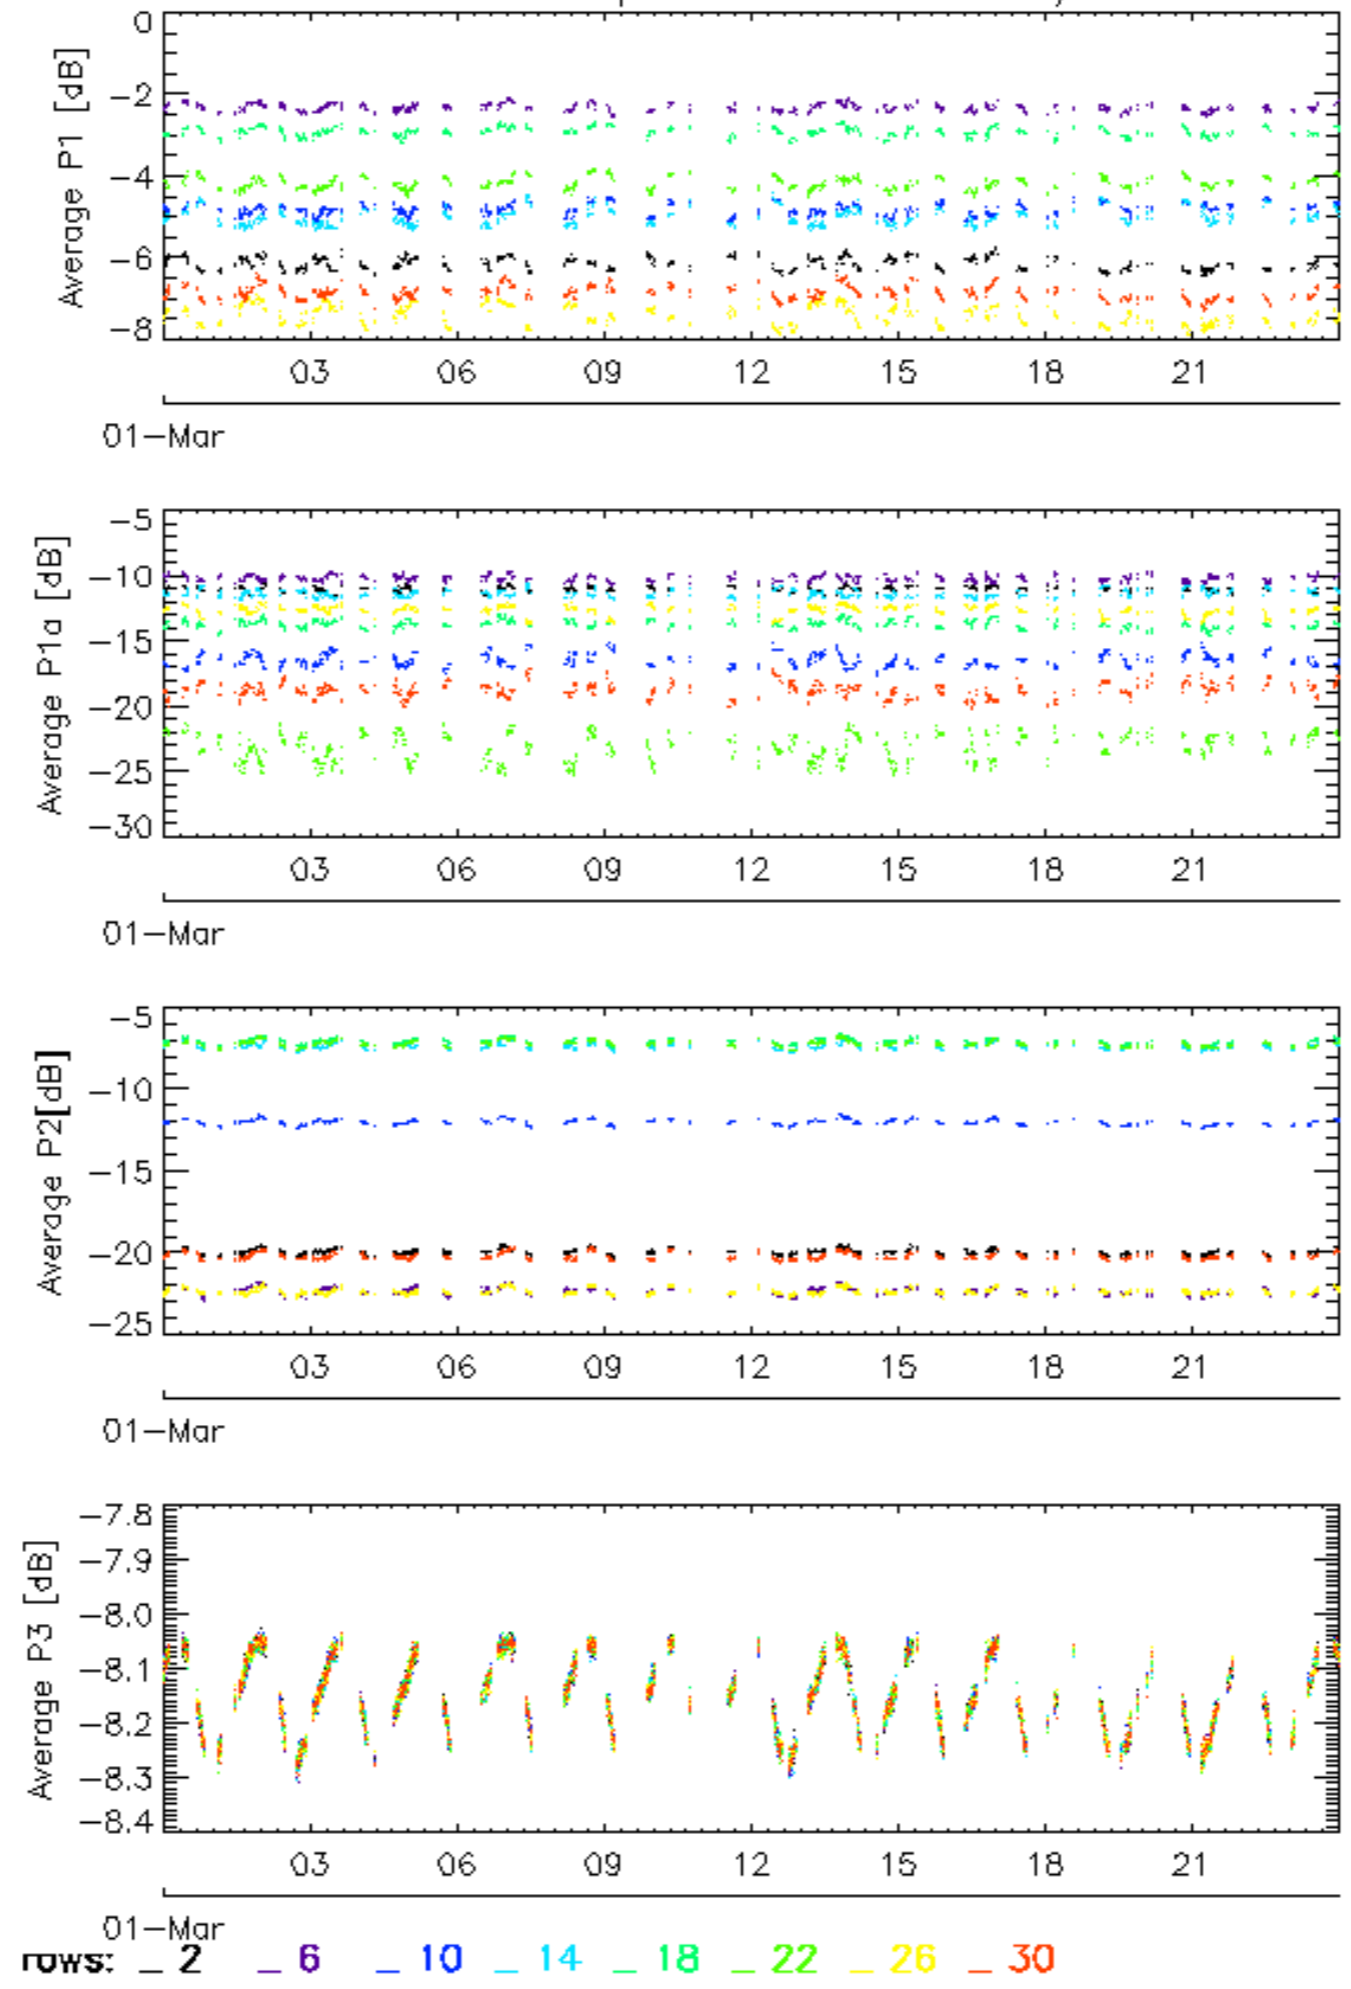 0
−2
−4
−6
−8
Average P1 [dB]
03 06 09 12 15 18 21
01−Mar
−5
−10
−15
−20
−25
−30
Average P1a [dB]
03 06 09 12 15 18 21
01−Mar
−5
−10
−15
−20
−25
Average P2[dB]
03 06 09 12 15 18 21
01−Mar
−7.8
−7.9
−8.0
−8.1
−8.2
−8.3
−8.4
Average P3 [dB]
03 06 09 12 15 18 21
01−Mar
rows: _ 2 _ 6 _ 10 _ 14 _ 18 _ 22 _ 26 _ 30